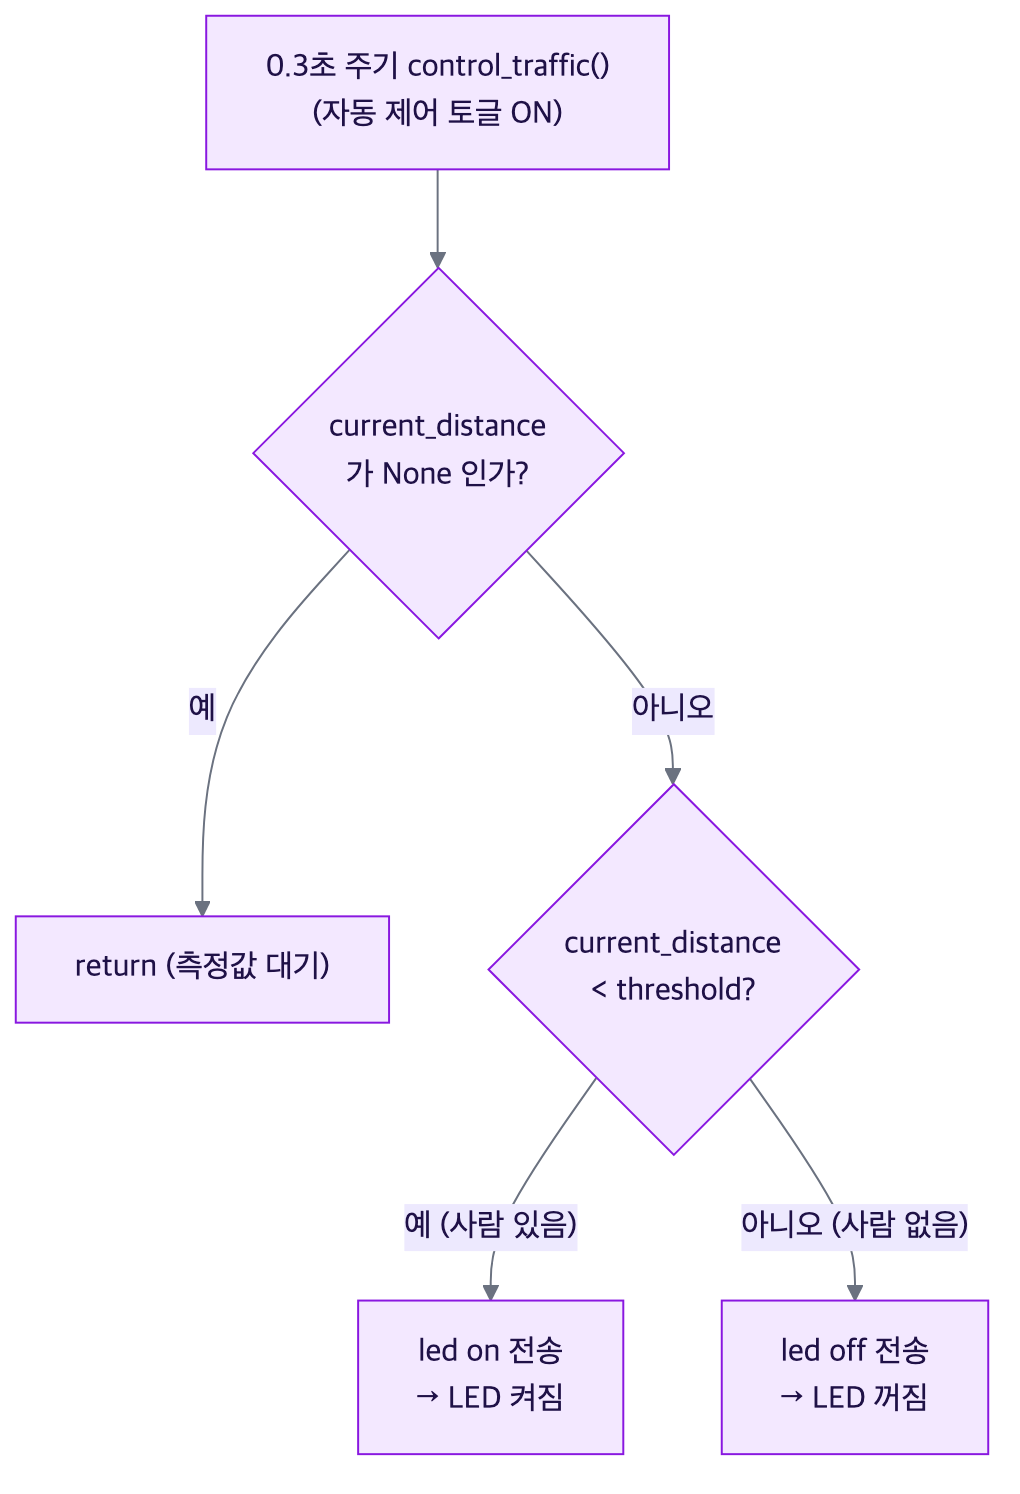 0.3초 주기 control_traffic()
(자동 제어 토글 ON)
current_distance
가 None 인가?
예
아니오
return (측정값 대기)
current_distance
< threshold?
예 (사람 있음)
아니오 (사람 없음)
led on 전송
→ LED 켜짐
led off 전송
→ LED 꺼짐